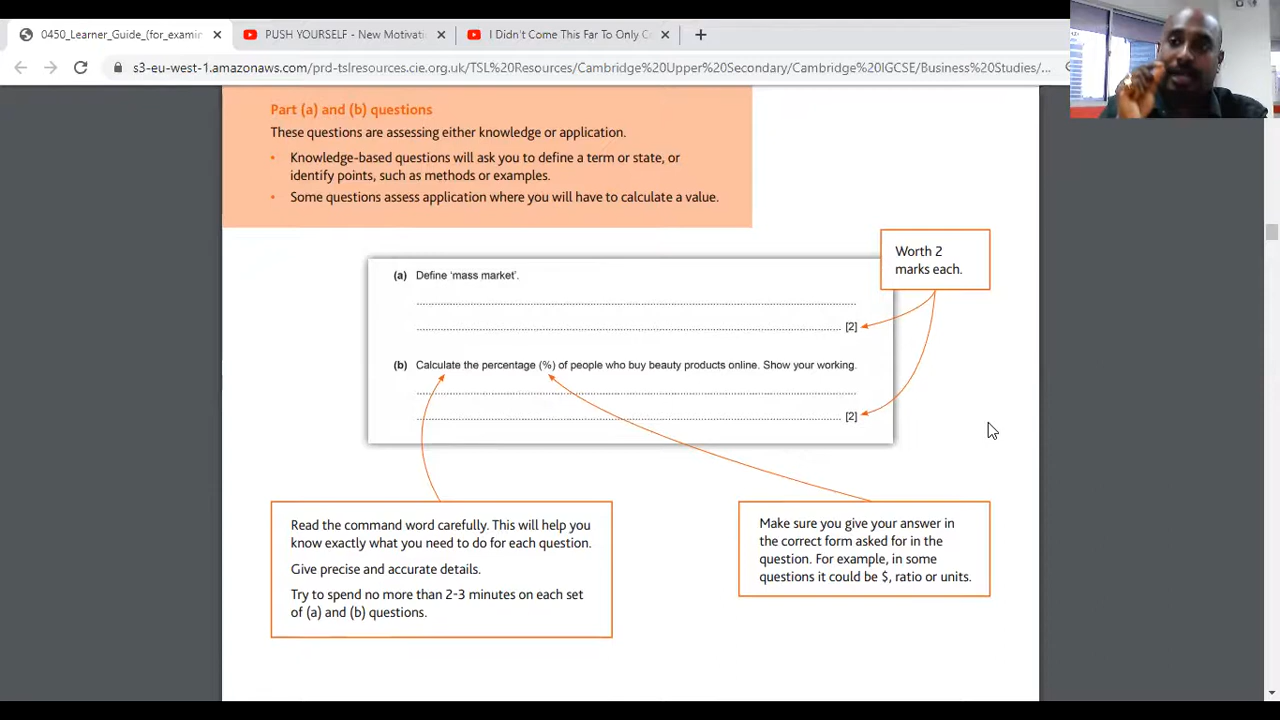 0450_Learner_Guide_(for_examin
PUSH YOURSELF - New Motivati
I Didn't Come This Far To Only C
s3-eu-west-1.amazonaws.com/prd-tslresources.cie.org.uk/TSL%20Resources/Cambridge%20Upper%20Secondary/Cambridge%20IGCSE/Business%20Studies/...
Part (a) and (b) questions
These questions are assessing either knowledge or application.
• Knowledge-based questions will ask you to define a term or state, or
identify points, such as methods or examples.
• Some questions assess application where you will have to calculate a value.
Worth 2
marks each.
(a) Define ‘mass market’.
[2]
(b) Calculate the percentage (%) of people who buy beauty products online. Show your working.
[2]
Read the command word carefully. This will help you
know exactly what you need to do for each question.
Give precise and accurate details.
Try to spend no more than 2-3 minutes on each set
of (a) and (b) questions.
Make sure you give your answer in
the correct form asked for in the
question. For example, in some
questions it could be $, ratio or units.